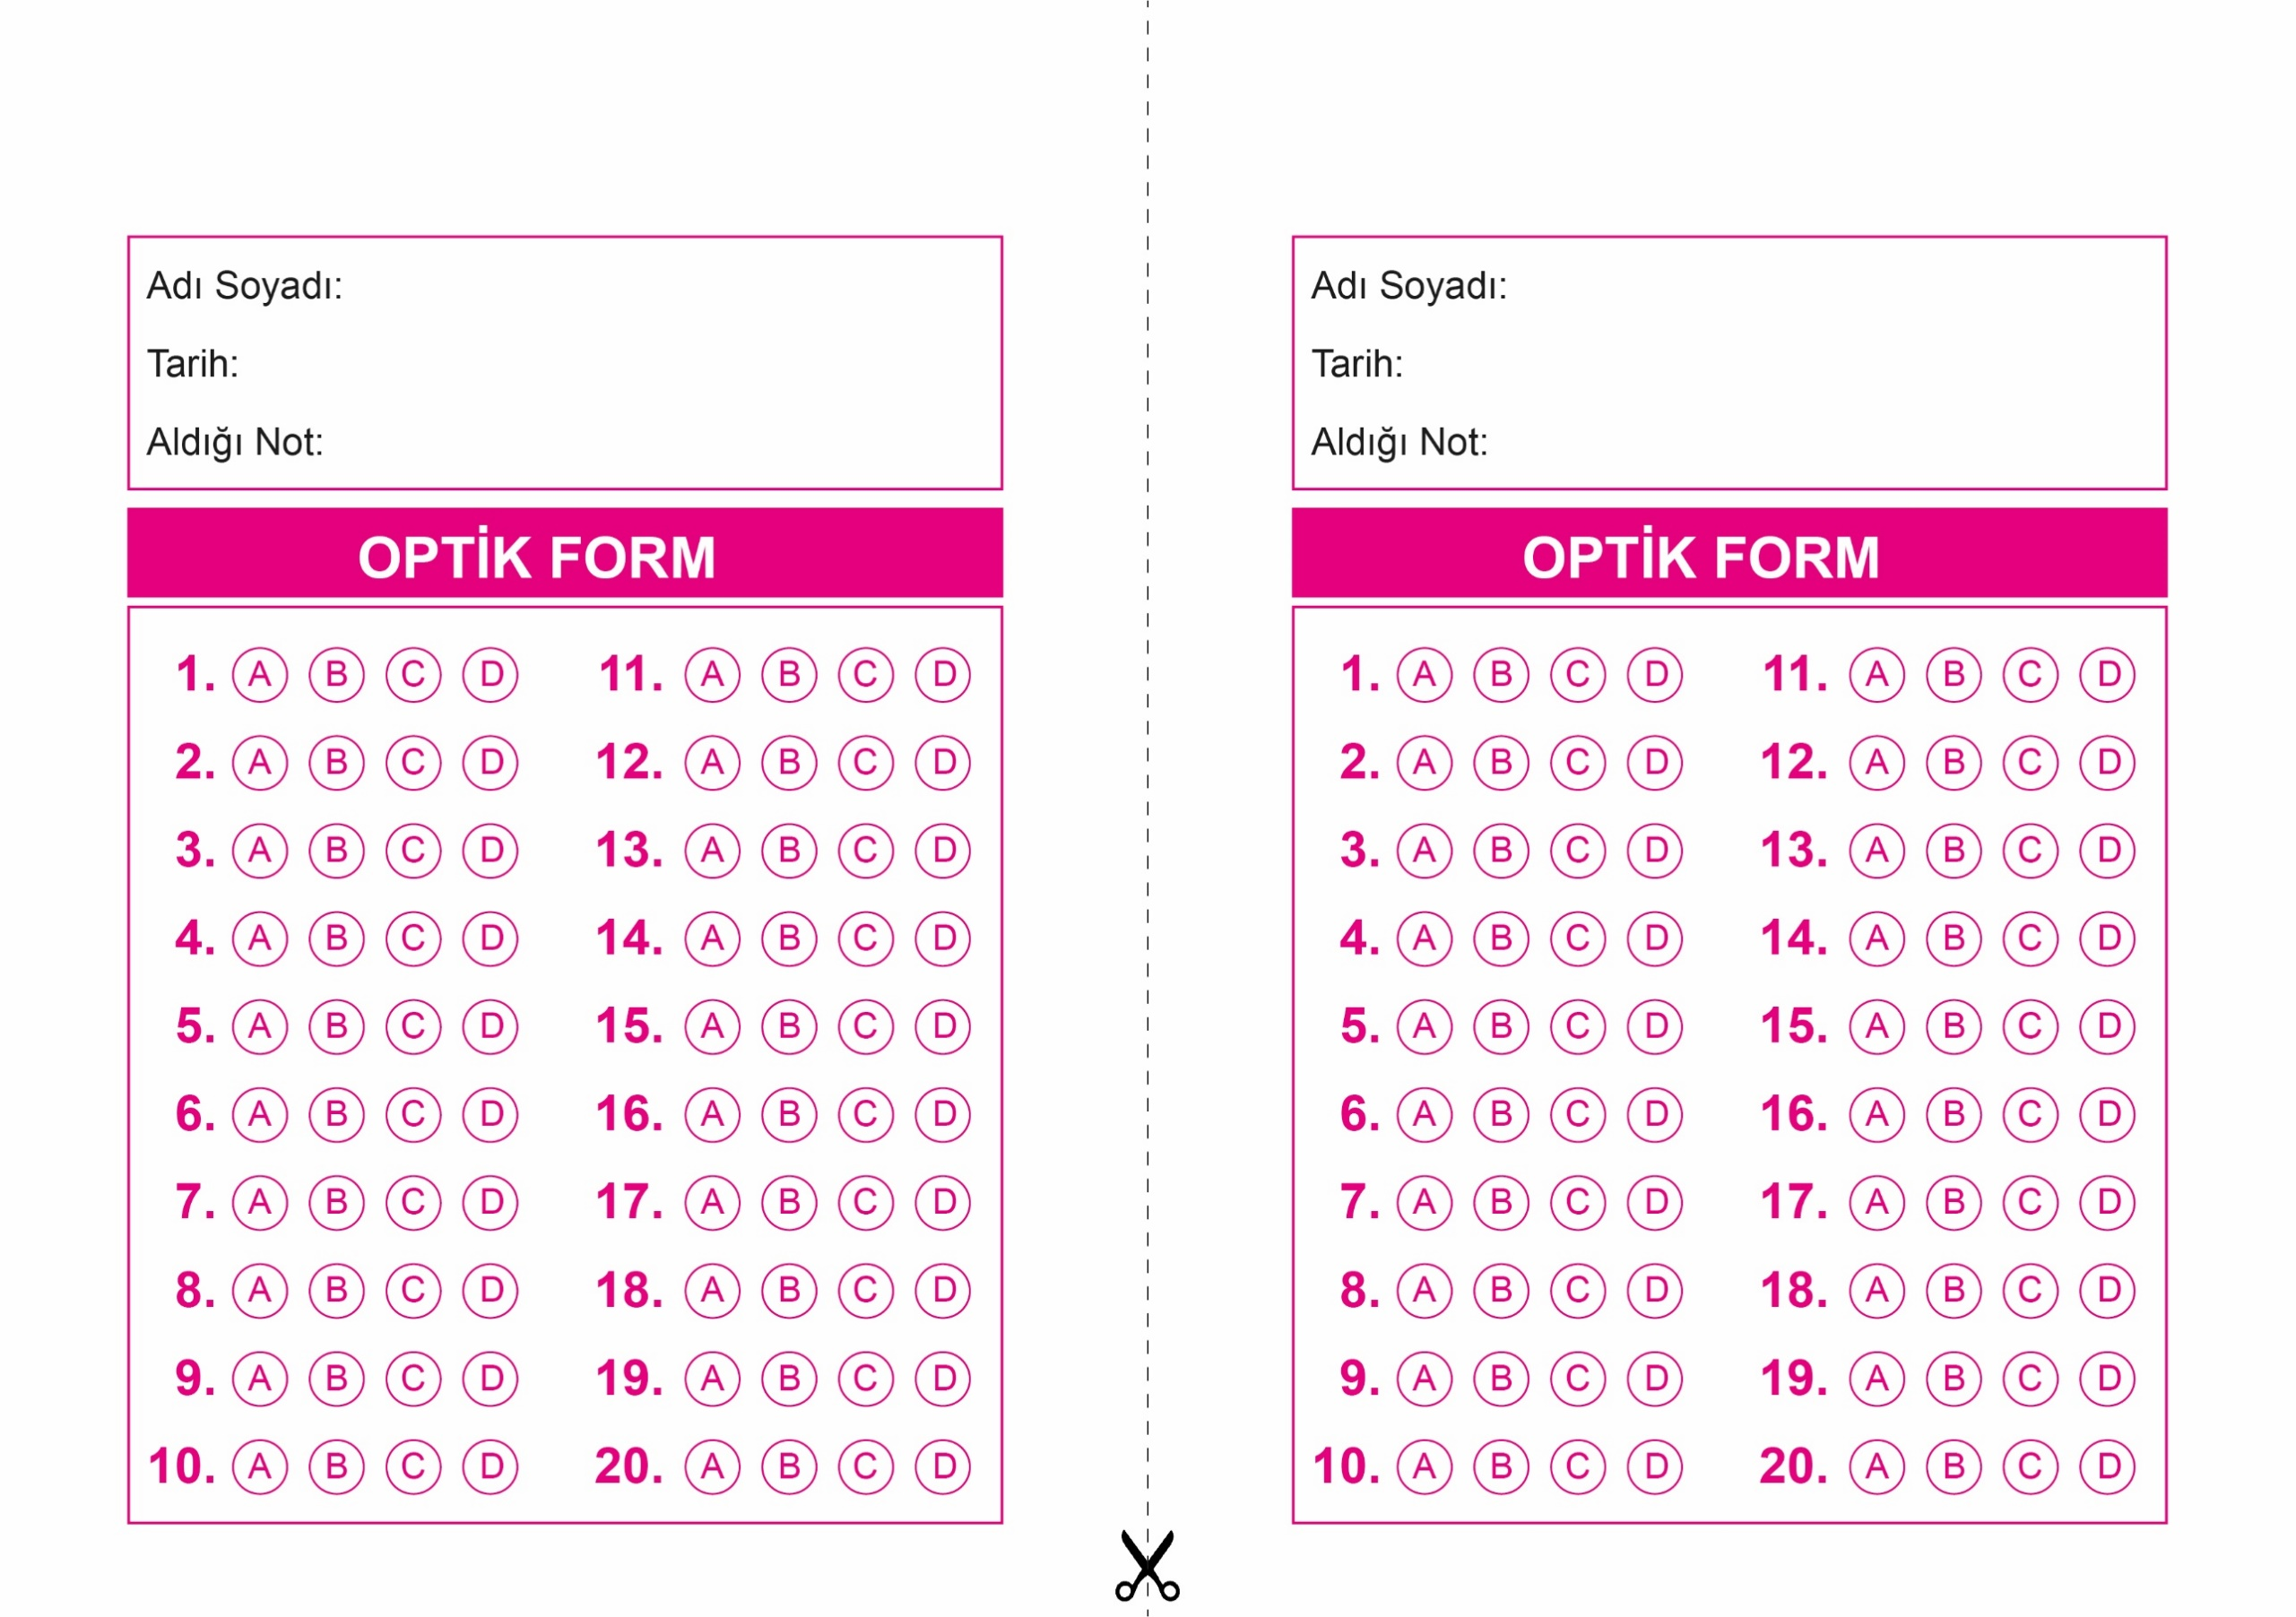 Adı Soyadı:
Tarih:
Aldığı Not:
OPTİK FORM
1. A B C D 11. A B C D
2. A B C D 12. A B C D
3. A B C D 13. A B C D
4. A B C D 14. A B C D
5. A B C D 15. A B C D
6. A B C D 16. A B C D
7. A B C D 17. A B C D
8. A B C D 18. A B C D
9. A B C D 19. A B C D
10. A B C D 20. A B C D
Adı Soyadı:
Tarih:
Aldığı Not:
OPTİK FORM
1. A B C D 11. A B C D
2. A B C D 12. A B C D
3. A B C D 13. A B C D
4. A B C D 14. A B C D
5. A B C D 15. A B C D
6. A B C D 16. A B C D
7. A B C D 17. A B C D
8. A B C D 18. A B C D
9. A B C D 19. A B C D
10. A B C D 20. A B C D